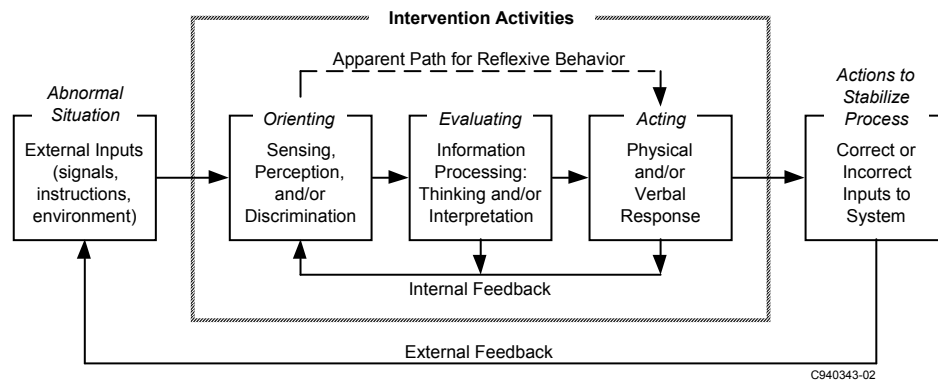 Intervention Activities
Apparent Path for Reflexive Behavior
Abnormal
Situation
External Inputs
(signals,
instructions,
environment)
Orienting
Sensing,
Perception,
and/or
Discrimination
Evaluating
Information
Processing:
Thinking and/or
Interpretation
Acting
Physical
and/or
Verbal
Response
Actions to
Stabilize
Process
Correct or
Incorrect
Inputs to
System
Internal Feedback
External Feedback
C940343-02